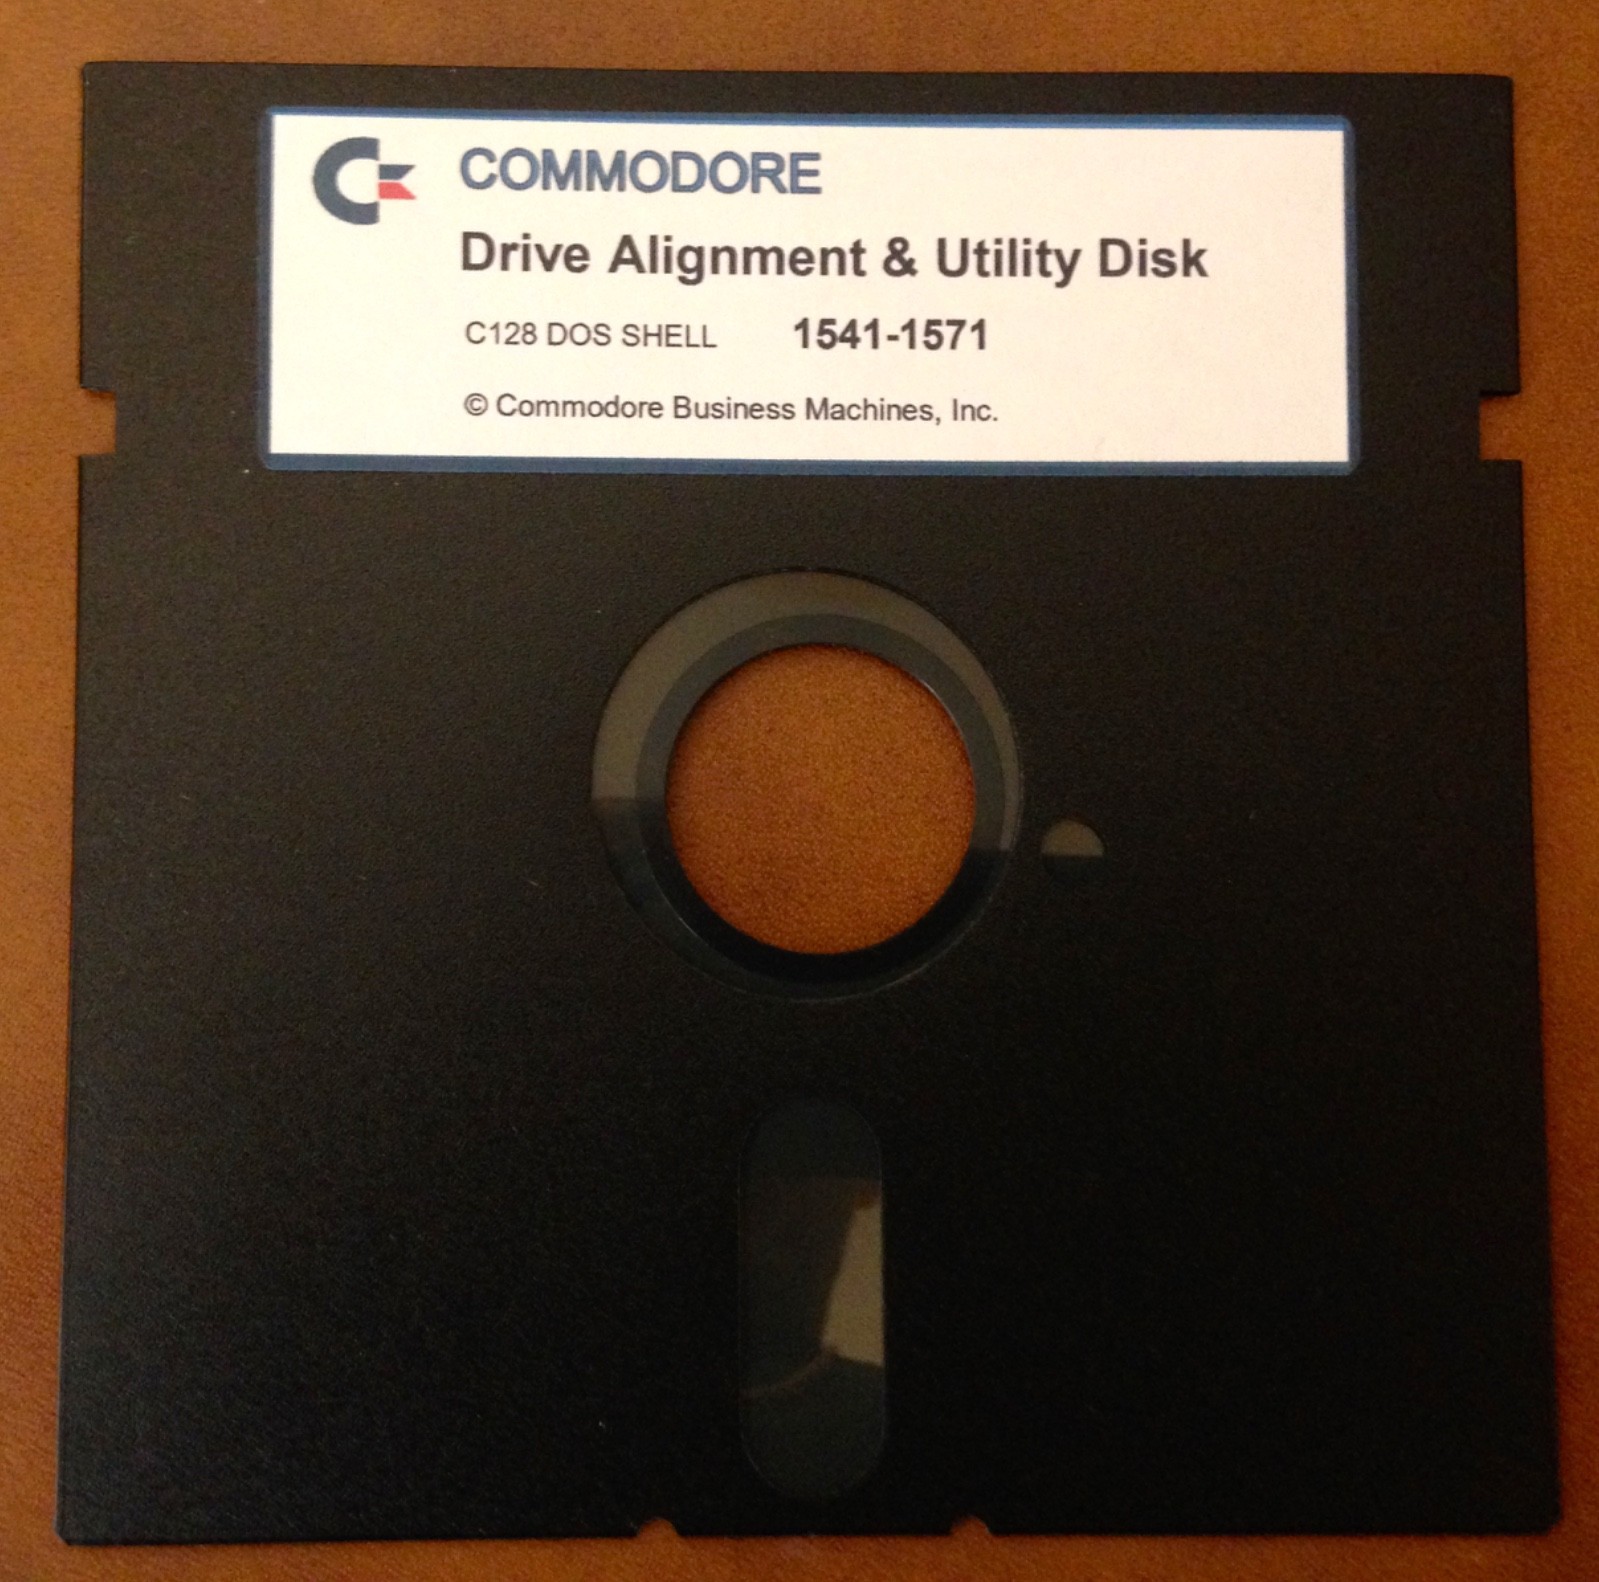 COMMODORE
Drive Alignment & Utility Disk
C128 DOS SHELL 1541-1571
© Commodore Business Machines, Inc.